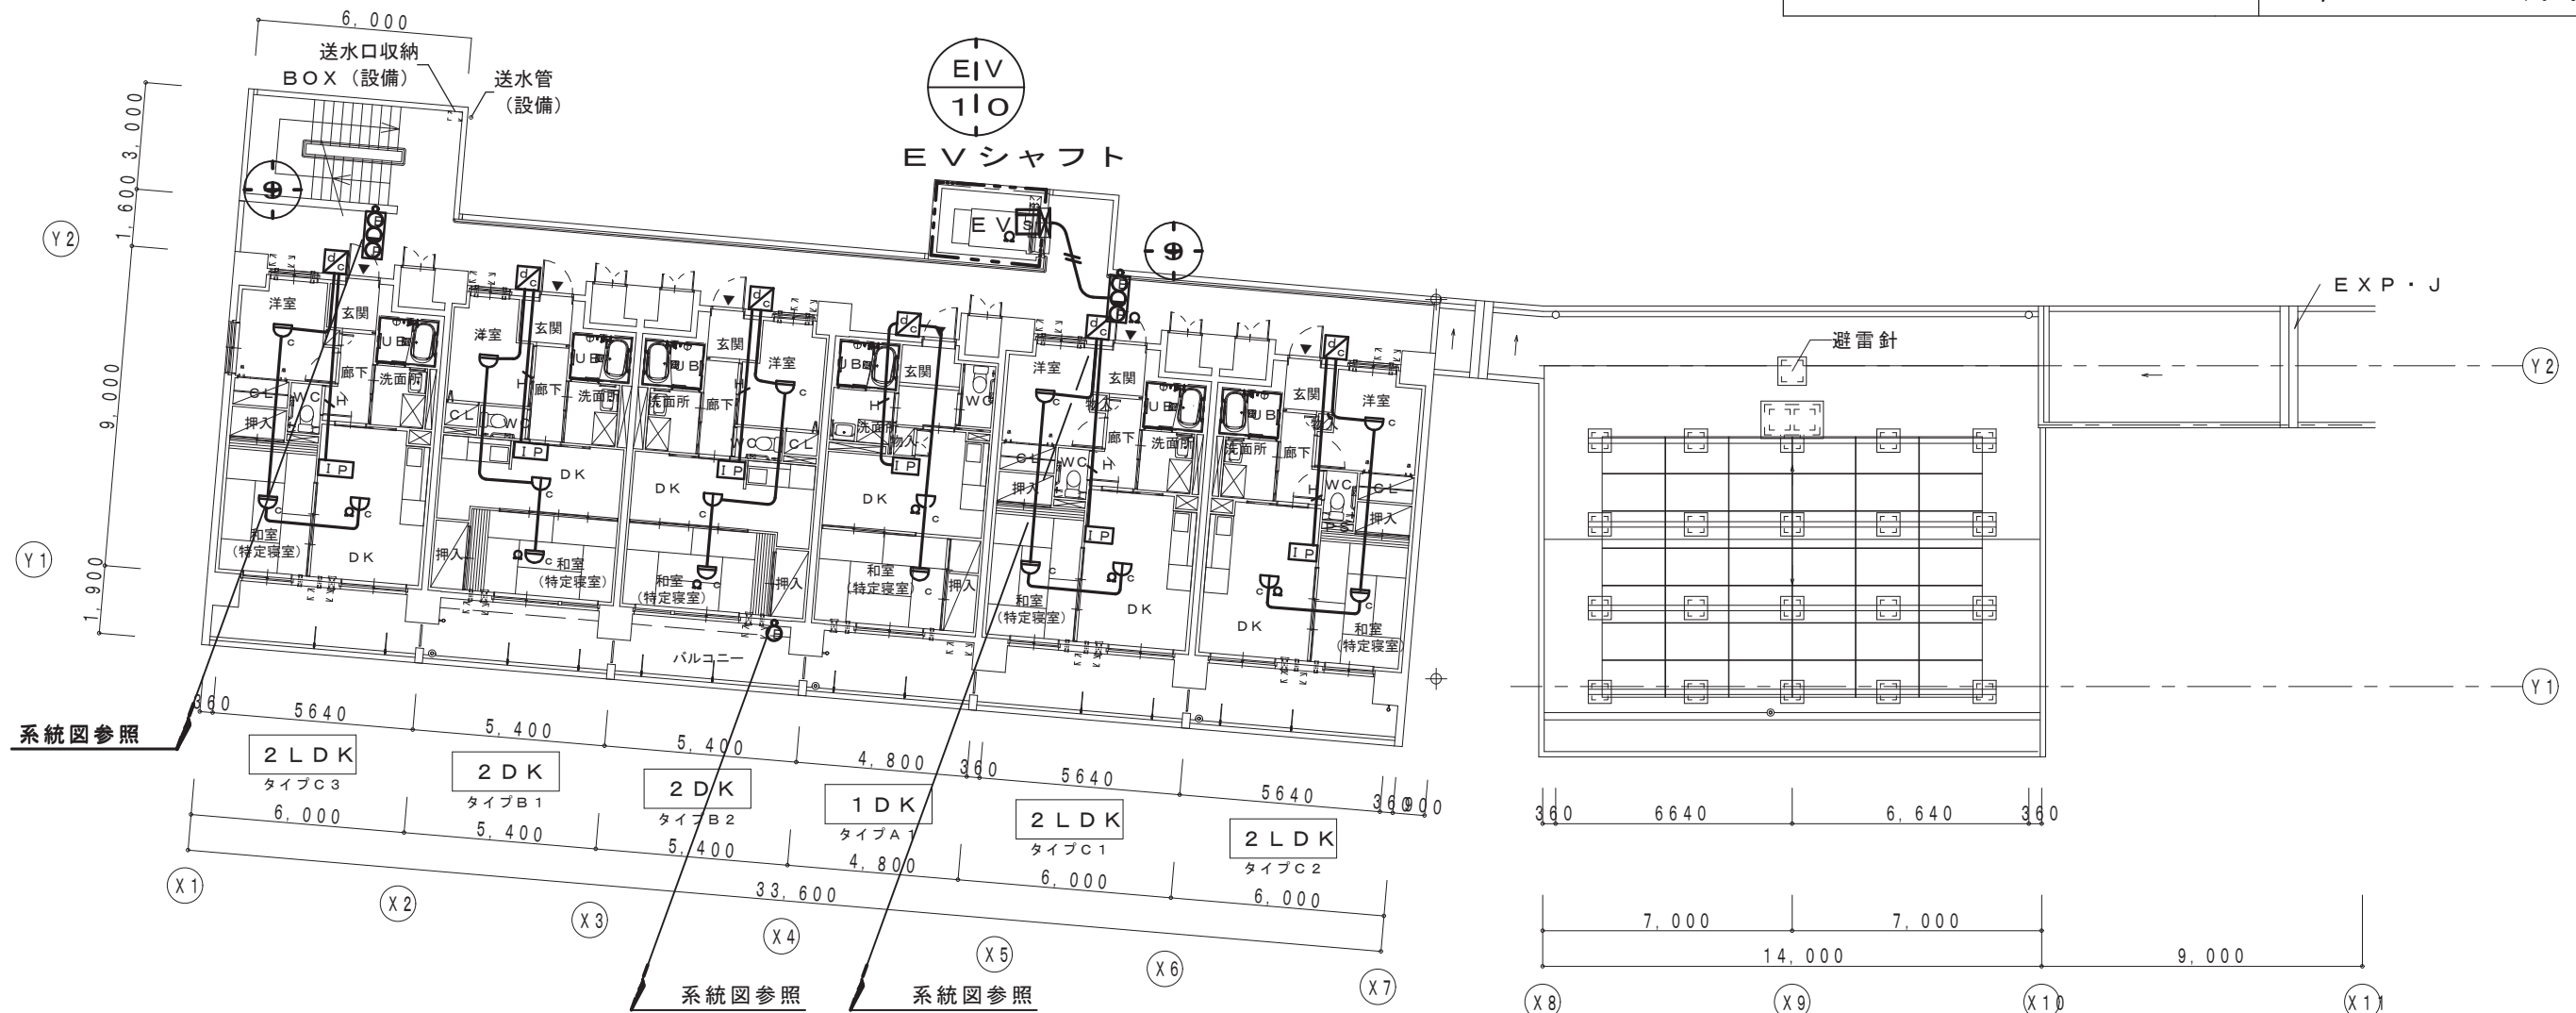 6,000
送水口収納
BOX（設備）
送水管
（設備）
EV
10
EVシャフト
3,000
1,600
9,000
1,900
Y2
Y1
9
9
EV
S
EXP・J
避雷針
Y2
Y1
洋室
玄関
UB
廊下
洗面所
CL
WC
押入
H
IP
和室
（特定寝室）
DK
洋室
玄関
UB
廊下
洗面所
CL
WC
H
IP
DK
押入
和室
（特定寝室）
UB
玄関
洋室
洗面所
廊下
H
WC
CL
IP
DK
和室
（特定寝室）
押入
UB
玄関
WC
H
洗面所
物入
IP
DK
和室
（特定寝室）
押入
洋室
玄関
物入
UB
廊下
洗面所
CL
WC
H
押入
IP
和室
（特定寝室）
DK
UB
玄関
洋室
物入
洗面所
廊下
H
WC
CL
PS
押入
IP
DK
和室
（特定寝室）
バルコニー
系統図参照
360
5640
5,400
5,400
4,800
360
5640
5640
360
900
2LDK
タイプC3
2DK
タイプB1
2DK
タイプB2
1DK
タイプA1
2LDK
タイプC1
2LDK
タイプC2
6,000
5,400
5,400
4,800
6,000
6,000
33,600
X1
X2
X3
X4
X5
X6
X7
系統図参照
系統図参照
360
6640
6,640
360
7,000
7,000
14,000
9,000
X8
X9
X10
X11